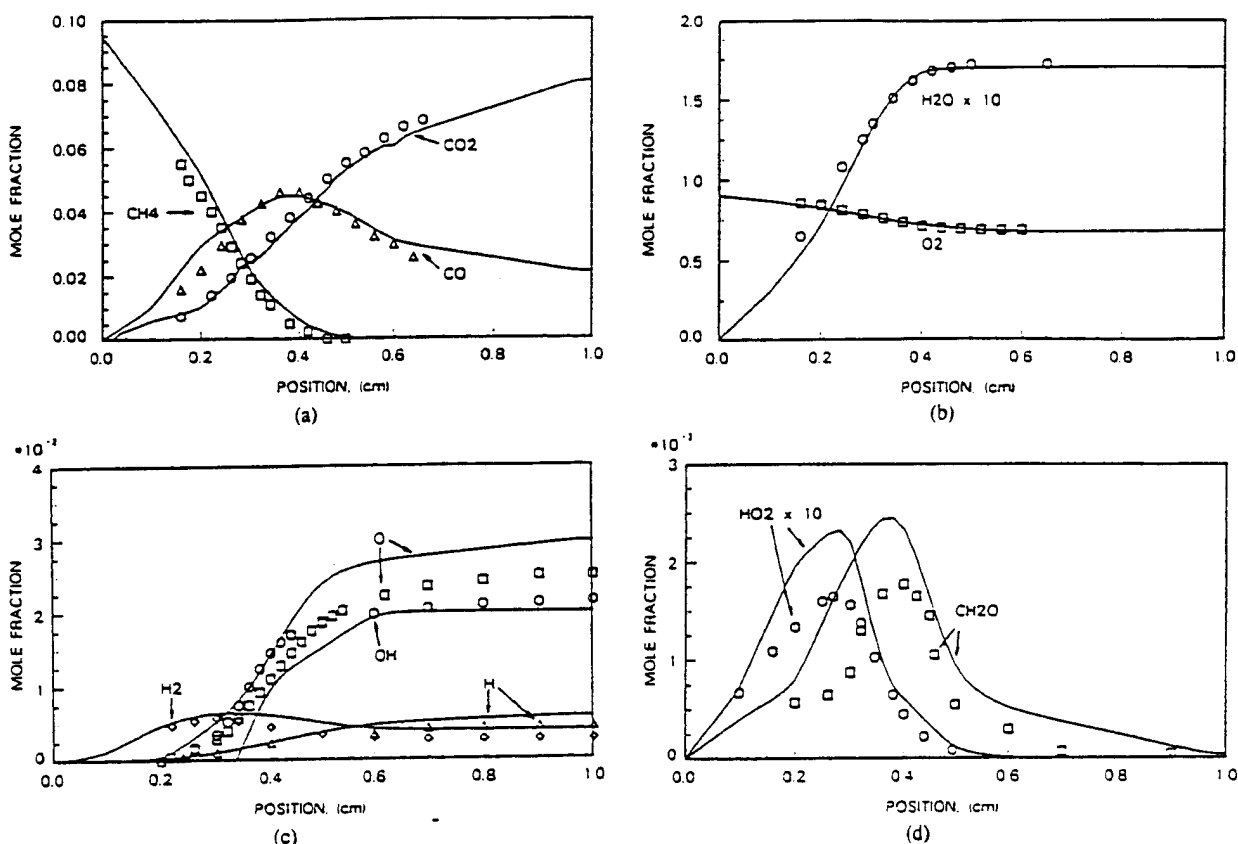 0.10
0.08
0.06
0.04
0.02
0.00
MOLE FRACTION
CH4
CO2
CO
0.0 0.2 0.4 0.6 0.8 1.0
POSITION. (cm)
(a)
2.0
1.5
1.0
0.5
0.0
MOLE FRACTION
H2O x 10
O2
0.0 0.2 0.4 0.6 0.8 1.0
POSITION. (cm)
(b)
*10⁻²
4
3
2
1
0
MOLE FRACTION
O
OH
H2
H
0.0 0.2 0.4 0.6 0.8 1.0
POSITION. (cm)
(c)
*10⁻³
3
2
1
0
MOLE FRACTION
HO2 x 10
CH2O
0.0 0.2 0.4 0.6 0.8 1.0
POSITION. (cm)
(d)